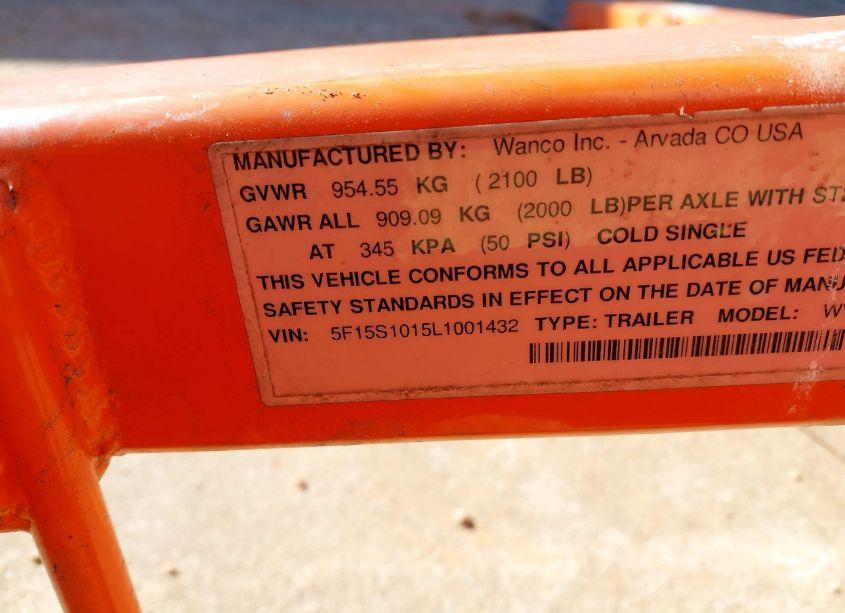 MANUFACTURED BY: Wanco Inc. - Arvada CO USA
GVWR 954.55 KG ( 2100 LB)
GAWR ALL 909.09 KG (2000 LB)PER AXLE WITH
AT 345 KPA (50 PSI) COLD SINGLE
THIS VEHICLE CONFORMS TO ALL APPLICABLE US FED
SAFETY STANDARDS IN EFFECT ON THE DATE OF MANU
VIN: 5F15S1015L1001432 TYPE: TRAILER MODEL: